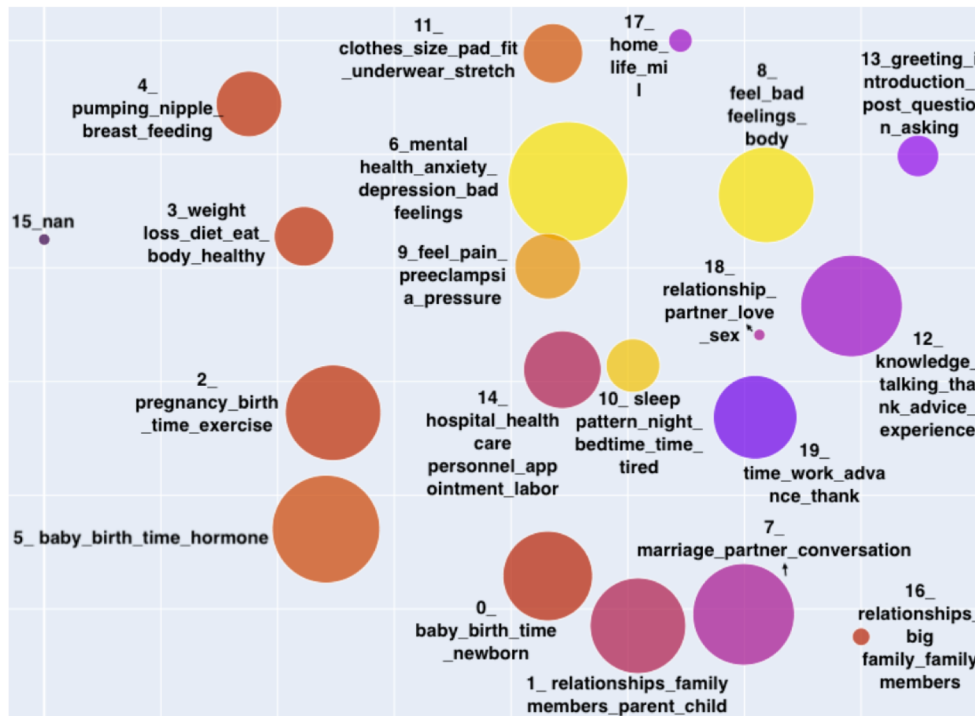 11_
clothes_size_pad_fit
_underwear_stretch
17_
home_
life_mi
l
13_greeting_i
ntroduction_
post_questio
n_asking
4_
pumping_nipple_
breast_feeding
8_
feel_bad
feelings_
body
6_mental
health_anxiety_
depression_bad
feelings
15_nan
3_weight
loss_diet_eat_
body_healthy
9_feel_pain_
preeclampsi
a_pressure
18_
relationship_
partner_love
_sex
12_
knowledge_
talking_tha
nk_advice_
experience
2_
pregnancy_birth
_time_exercise
14_
hospital_health
care
personnel_app
ointment_labor
10_ sleep
pattern_night_
bedtime_time_
tired
19_
time_work_adva
nce_thank
5_ baby_birth_time_hormone
7_
marriage_partner_conversation
0_
baby_birth_time
_newborn
1_ relationships_family
members_parent_child
16_
relationships_
big
family_family
members